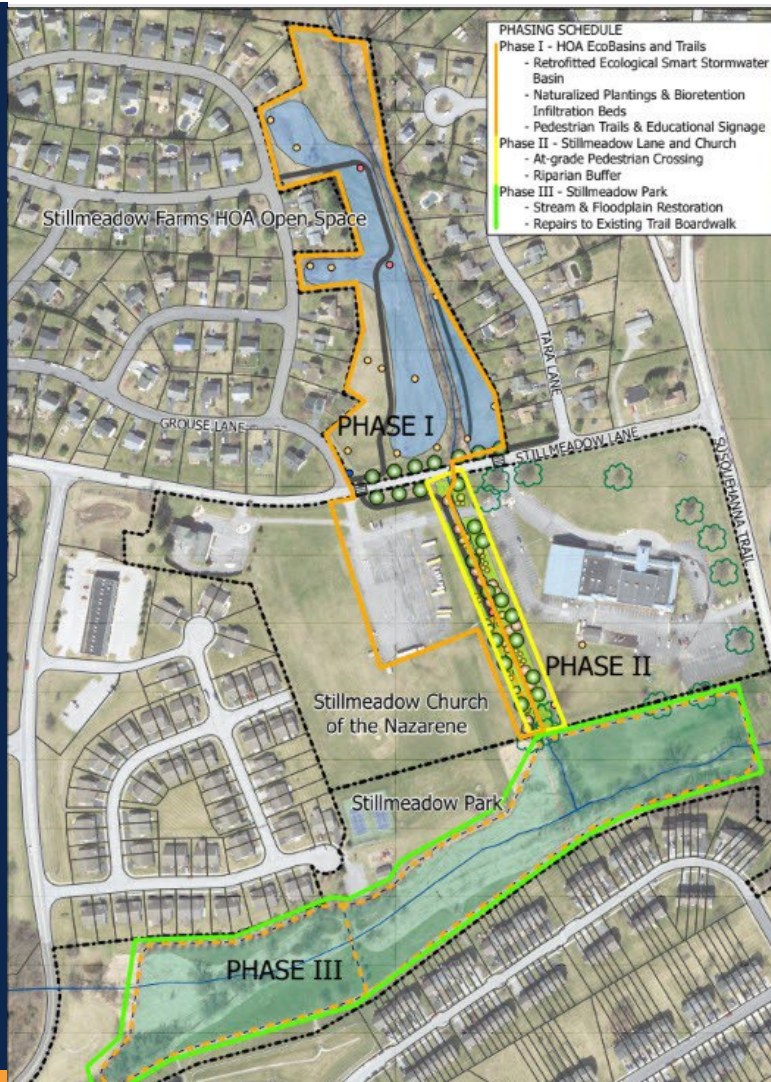 PHASING SCHEDULE
Phase I - HOA EcoBasins and Trails
- Retrofitted Ecological Smart Stormwater
Basin
- Naturalized Plantings & Bioretention
Infiltration Beds
- Pedestrian Trails & Educational Signage
Phase II - Stillmeadow Lane and Church
- At-grade Pedestrian Crossing
- Riparian Buffer
Phase III - Stillmeadow Park
- Stream & Floodplain Restoration
- Repairs to Existing Trail Boardwalk
Stillmeadow Farms HOA Open Space
TARA LANE
GROUSE LANE
PHASE I
STILLMEADOW LANE
SUSQUEHANNA TRAIL
PHASE II
Stillmeadow Church
of the Nazarene
Stillmeadow Park
PHASE III